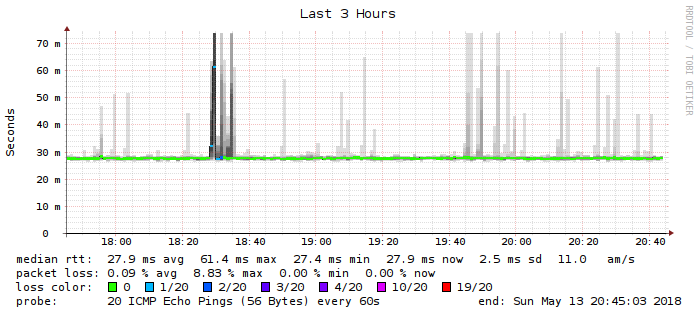 Last 3 Hours
RRDTOOL / TOBI OETIKER
Seconds
70 m
60 m
50 m
40 m
30 m
20 m
10 m
0
18:00 18:20 18:40 19:00 19:20 19:40 20:00 20:20 20:40
median rtt: 27.9 ms avg 61.4 ms max 27.4 ms min 27.9 ms now 2.5 ms sd 11.0 am/s
packet loss: 0.09 % avg 8.83 % max 0.00 % min 0.00 % now
loss color: 0 1/20 2/20 3/20 4/20 10/20 19/20
probe: 20 ICMP Echo Pings (56 Bytes) every 60s end: Sun May 13 20:45:03 2018